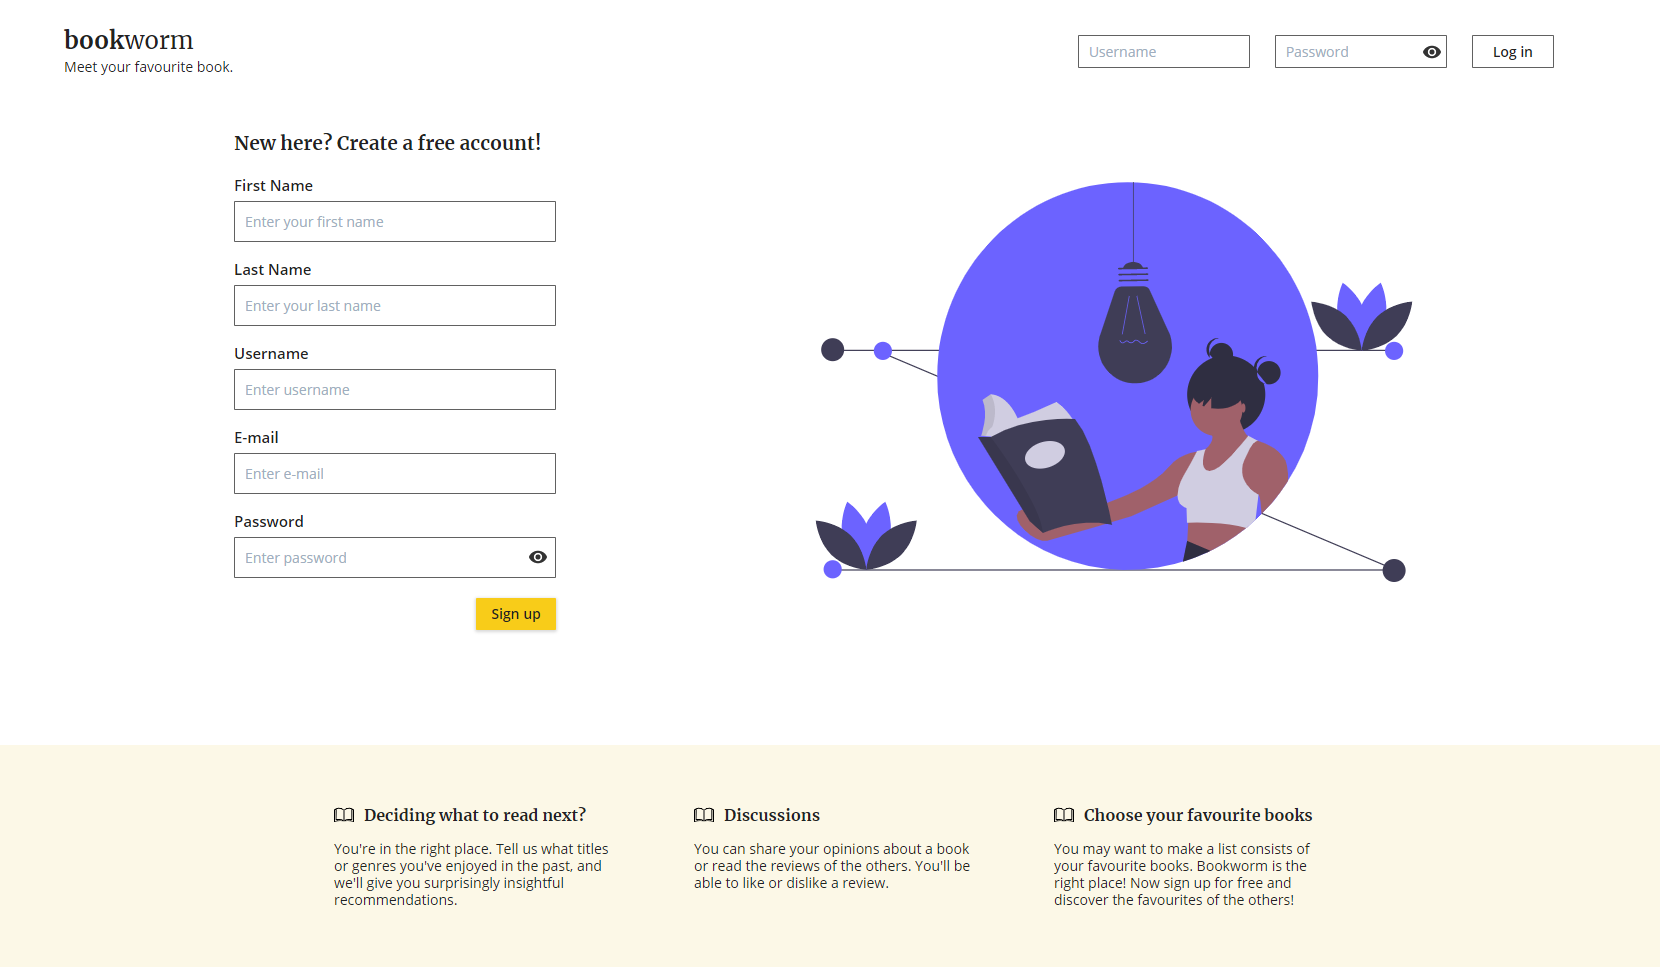 bookworm
Meet your favourite book.
Username
Password
Log in
New here? Create a free account!
First Name
Enter your first name
Last Name
Enter your last name
Username
Enter username
E-mail
Enter e-mail
Password
Enter password
Sign up
Deciding what to read next?
You're in the right place. Tell us what titles
or genres you've enjoyed in the past, and
we'll give you surprisingly insightful
recommendations.
Discussions
You can share your opinions about a book
or read the reviews of the others. You'll be
able to like or dislike a review.
Choose your favourite books
You may want to make a list consists of
your favourite books. Bookworm is the
right place! Now sign up for free and
discover the favourites of the others!